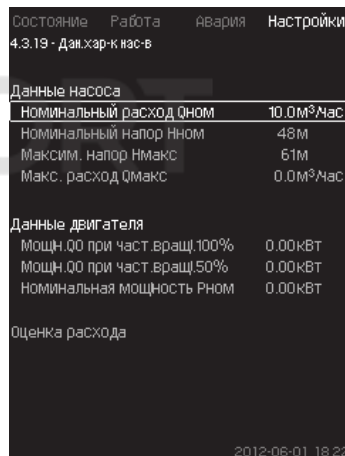 Состояние Работа Авария Настройки
4.3.19 - Дан.хар-к нас-в
Данные насоса
Номинальный расход Qном 10.0м³/час
Номинальный напор Hном 48м
Максим. напор Hмакс 61м
Макс. расход Qмакс 0.0м³/час
Данные двигателя
Мощн.Q0 при част.вращ.100% 0.00кВт
Мощн.Q0 при част.вращ.50% 0.00кВт
Номинальная мощность Pном 0.00кВт
Оценка расхода
2012-06-01 18:22